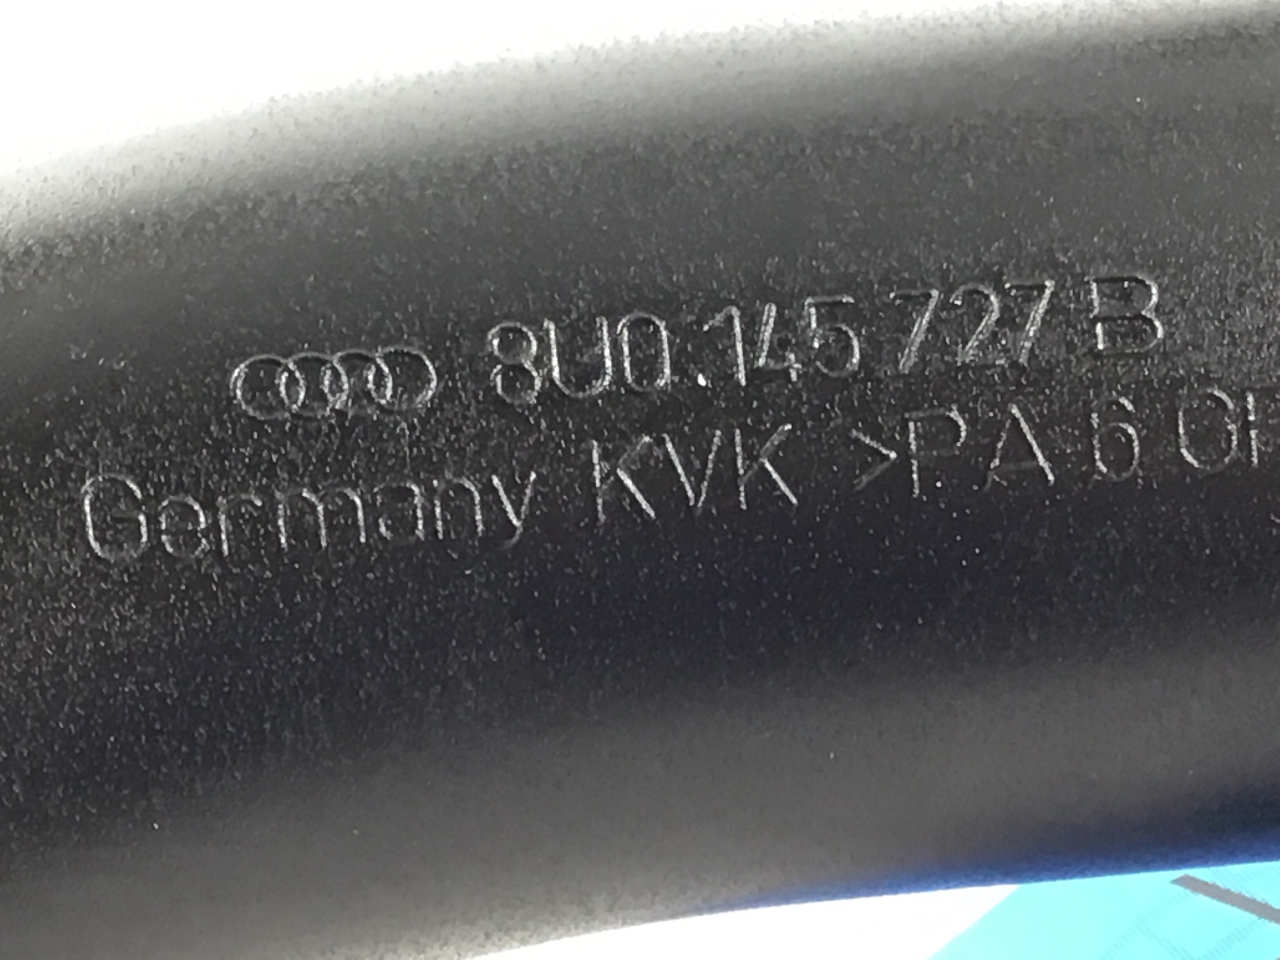 8U0.145 727 B
Germany KVK >PA 6